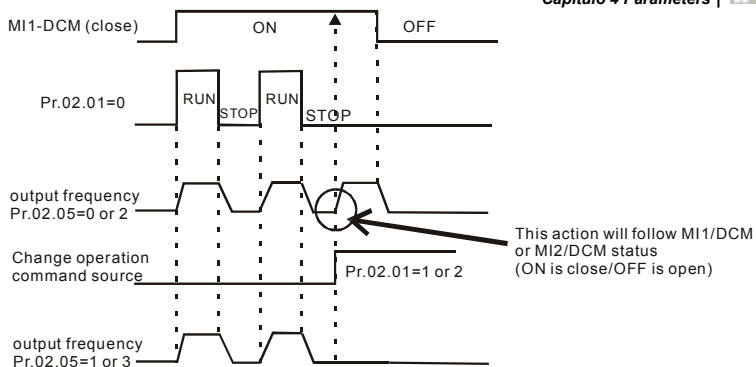 Capítulo 4 Parameters |
MI1-DCM (close)
ON
OFF
Pr.02.01=0
RUN
STOP
RUN
STOP
output frequency
Pr.02.05=0 or 2
This action will follow MI1/DCM
or MI2/DCM status
(ON is close/OFF is open)
Change operation
command source
Pr.02.01=1 or 2
output frequency
Pr.02.05=1 or 3